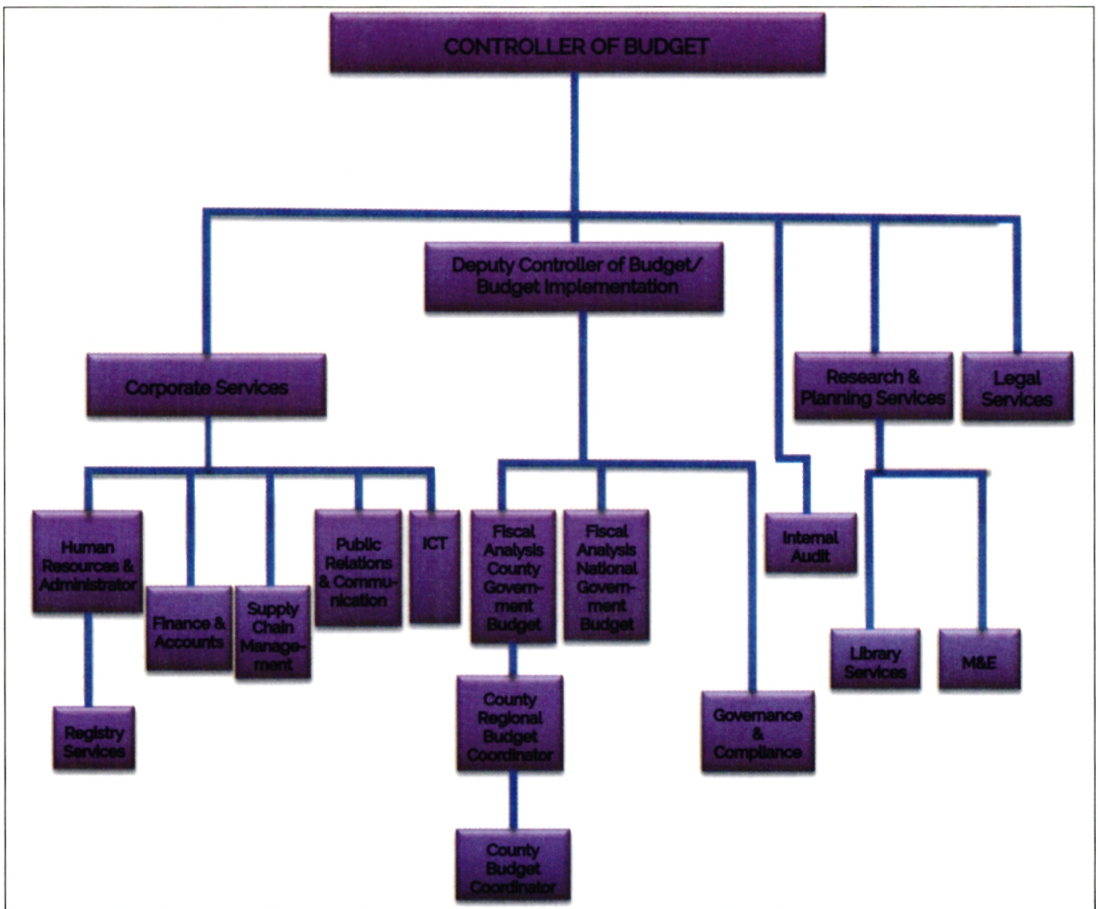 CONTROLLER OF BUDGET
Deputy Controller of Budget/
Budget Implementation
Corporate Services
Research &
Planning Services
Legal
Services
Human
Resources &
Administrator
Finance &
Accounts
Supply
Chain
Manage-
ment
Public
Relations
& Commu-
nication
ICT
Fiscal
Analysis
County
Govern-
ment
Budget
Fiscal
Analysis
National
Govern-
ment
Budget
Internal
Audit
Library
Services
M&E
Registry
Services
County
Regional
Budget
Coordinator
Governance
&
Compliance
County
Budget
Coordinator